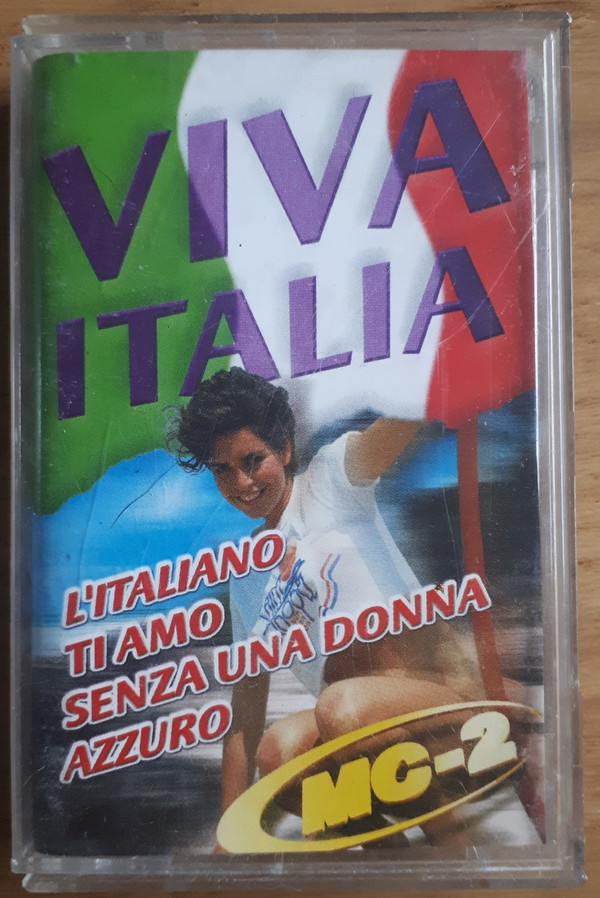 VIVA
ITALIA
L'ITALIANO
TI AMO
SENZA UNA DONNA
AZZURO
MC-2